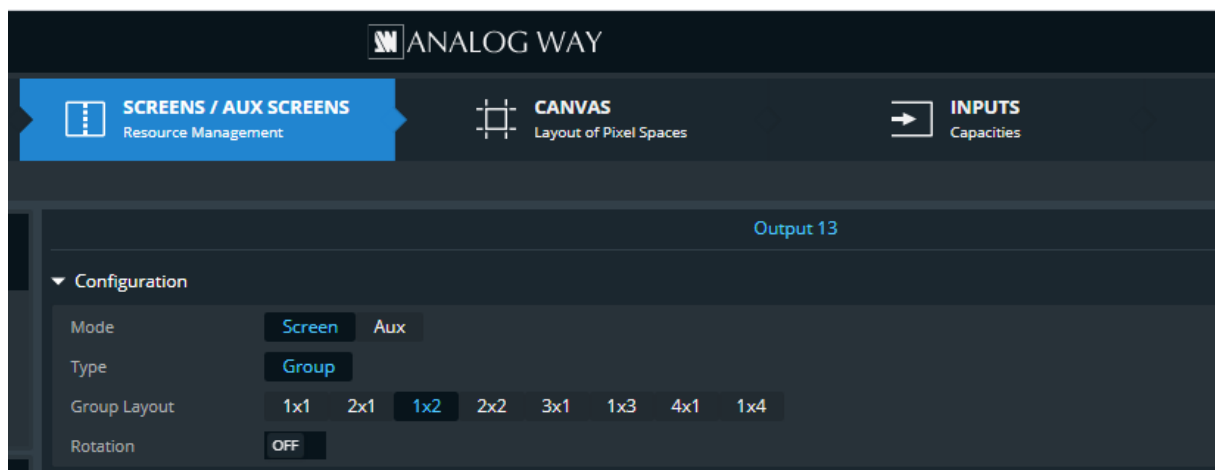 ANALOG WAY
SCREENS / AUX SCREENS
Resource Management
CANVAS
Layout of Pixel Spaces
INPUTS
Capacities
Output 13
Configuration
Mode Screen Aux
Type Group
Group Layout 1x1 2x1 1x2 2x2 3x1 1x3 4x1 1x4
Rotation OFF